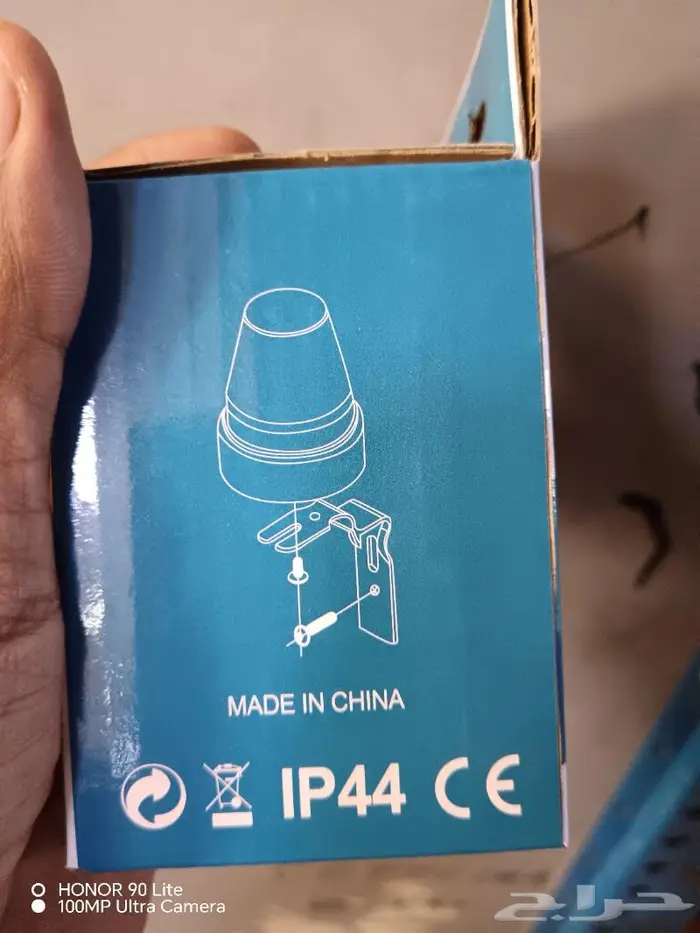 MADE IN CHINA
IP44 CE
HONOR 90 Lite
100MP Ultra Camera
حراج